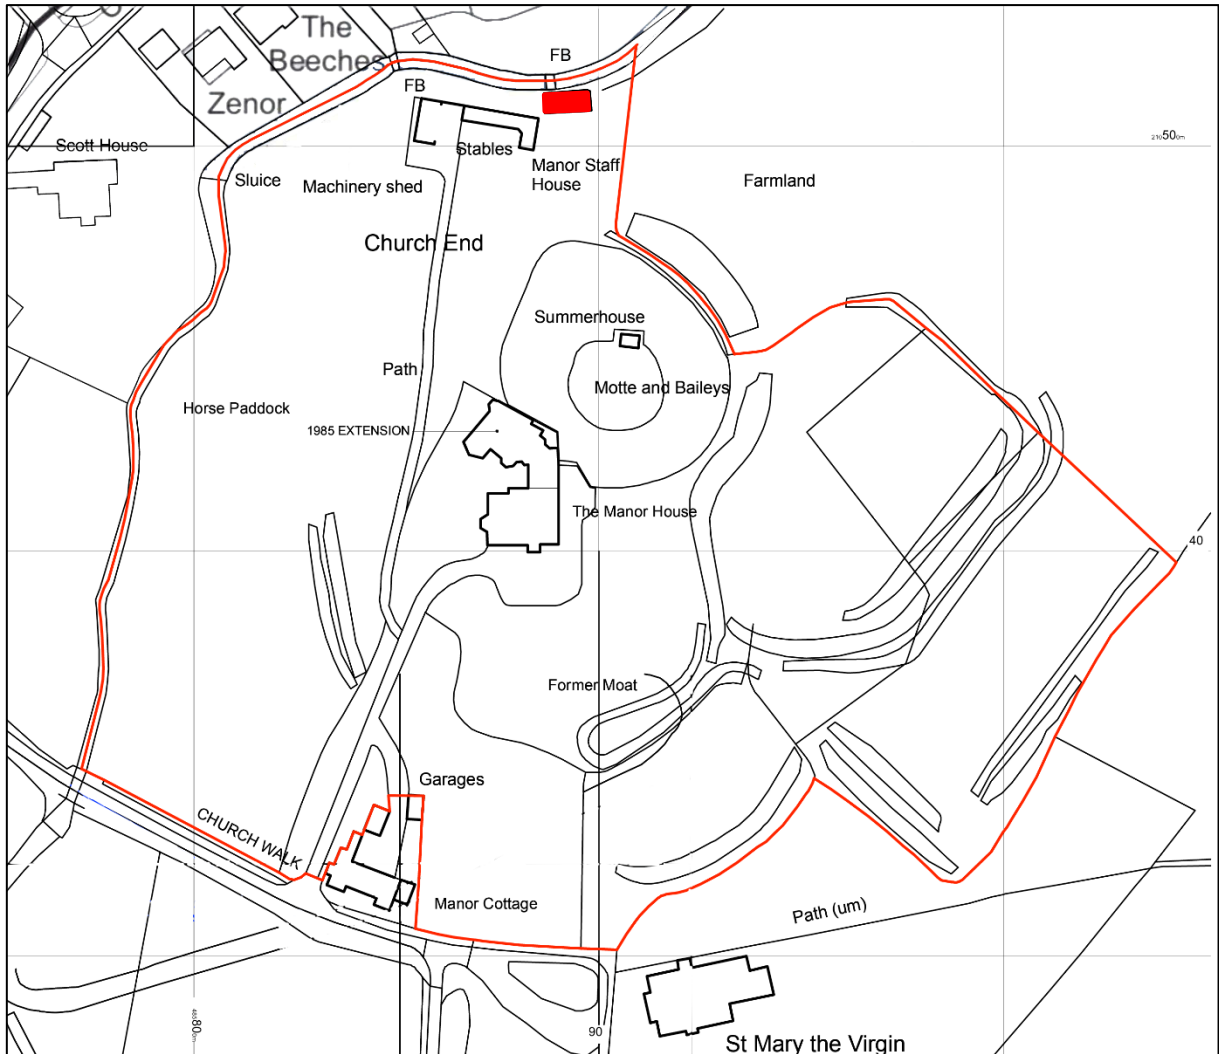 The
Beeches
Zenor
FB
FB
Scott House
Sluice
Machinery shed
Stables
Manor Staff
House
Farmland
50
Church End
Summerhouse
Path
Motte and Baileys
Horse Paddock
1985 EXTENSION
The Manor House
40
Former Moat
Garages
CHURCH WALK
Manor Cottage
Path (um)
80
90
St Mary the Virgin